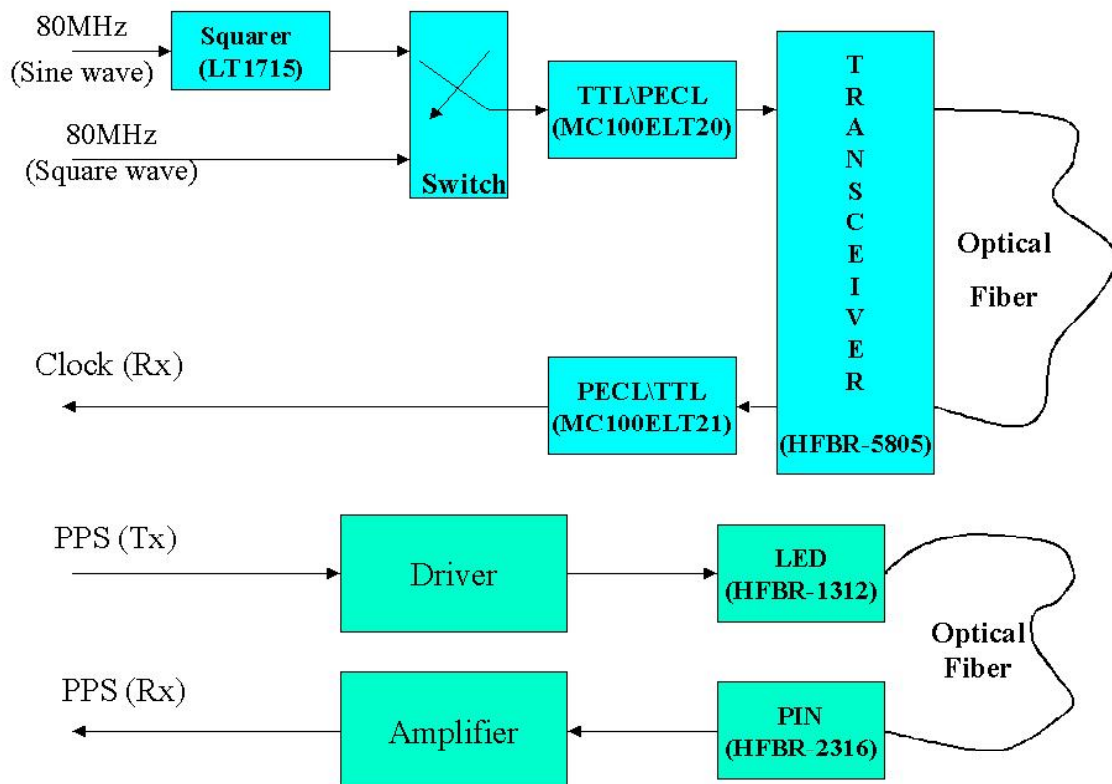 80MHz
(Sine wave)
Squarer
(LT1715)
80MHz
(Square wave)
Switch
TTL\PECL
(MC100ELT20)
TRANSCEIVER
(HFBR-5805)
Optical
Fiber
Clock (Rx)
PECL\TTL
(MC100ELT21)
PPS (Tx)
Driver
LED
(HFBR-1312)
Optical
Fiber
PPS (Rx)
Amplifier
PIN
(HFBR-2316)